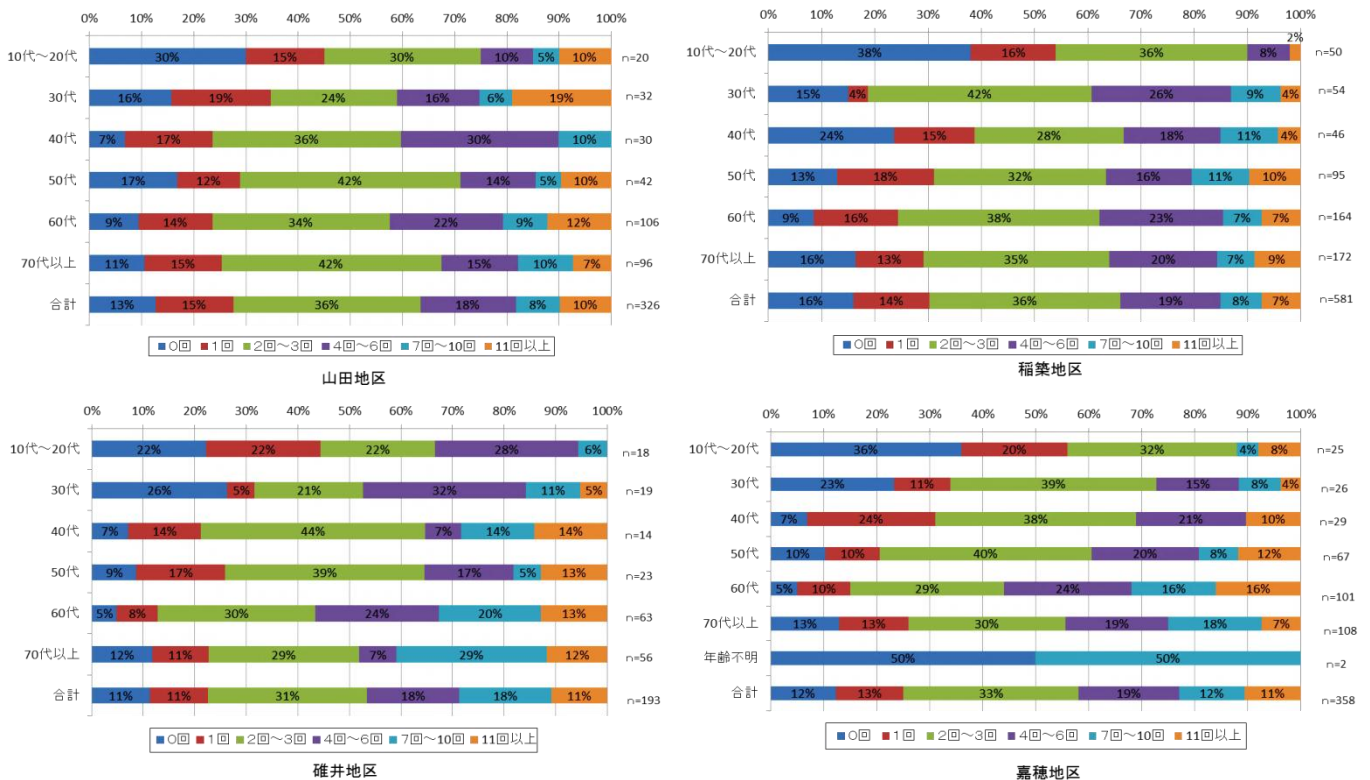 0% 10% 20% 30% 40% 50% 60% 70% 80% 90% 100%
10代～20代 30% 15% 30% 10% 5% 10% n=20
30代 16% 19% 24% 16% 6% 19% n=32
40代 7% 17% 36% 30% 10% n=30
50代 17% 12% 42% 14% 5% 10% n=42
60代 9% 14% 34% 22% 9% 12% n=106
70代以上 11% 15% 42% 15% 10% 7% n=96
合計 13% 15% 36% 18% 8% 10% n=326
0回 1回 2回～3回 4回～6回 7回～10回 11回以上
山田地区
0% 10% 20% 30% 40% 50% 60% 70% 80% 90% 100%
2%
10代～20代 38% 16% 36% 8% n=50
30代 15% 4% 42% 26% 9% 4% n=54
40代 24% 15% 28% 18% 11% 4% n=46
50代 13% 18% 32% 16% 11% 10% n=95
60代 9% 16% 38% 23% 7% 7% n=164
70代以上 16% 13% 35% 20% 7% 9% n=172
合計 16% 14% 36% 19% 8% 7% n=581
0回 1回 2回～3回 4回～6回 7回～10回 11回以上
稲築地区
0% 10% 20% 30% 40% 50% 60% 70% 80% 90% 100%
10代～20代 22% 22% 22% 28% 6% n=18
30代 26% 5% 21% 32% 11% 5% n=19
40代 7% 14% 44% 7% 14% 14% n=14
50代 9% 17% 39% 17% 5% 13% n=23
60代 5% 8% 30% 24% 20% 13% n=63
70代以上 12% 11% 29% 7% 29% 12% n=56
合計 11% 11% 31% 18% 18% 11% n=193
0回 1回 2回～3回 4回～6回 7回～10回 11回以上
碓井地区
0% 10% 20% 30% 40% 50% 60% 70% 80% 90% 100%
10代～20代 36% 20% 32% 4% 8% n=25
30代 23% 11% 39% 15% 8% 4% n=26
40代 7% 24% 38% 21% 10% n=29
50代 10% 10% 40% 20% 8% 12% n=67
60代 5% 10% 29% 24% 16% 16% n=101
70代以上 13% 13% 30% 19% 18% 7% n=108
年齢不明 50% 50% n=2
合計 12% 13% 33% 19% 12% 11% n=358
0回 1回 2回～3回 4回～6回 7回～10回 11回以上
嘉穂地区